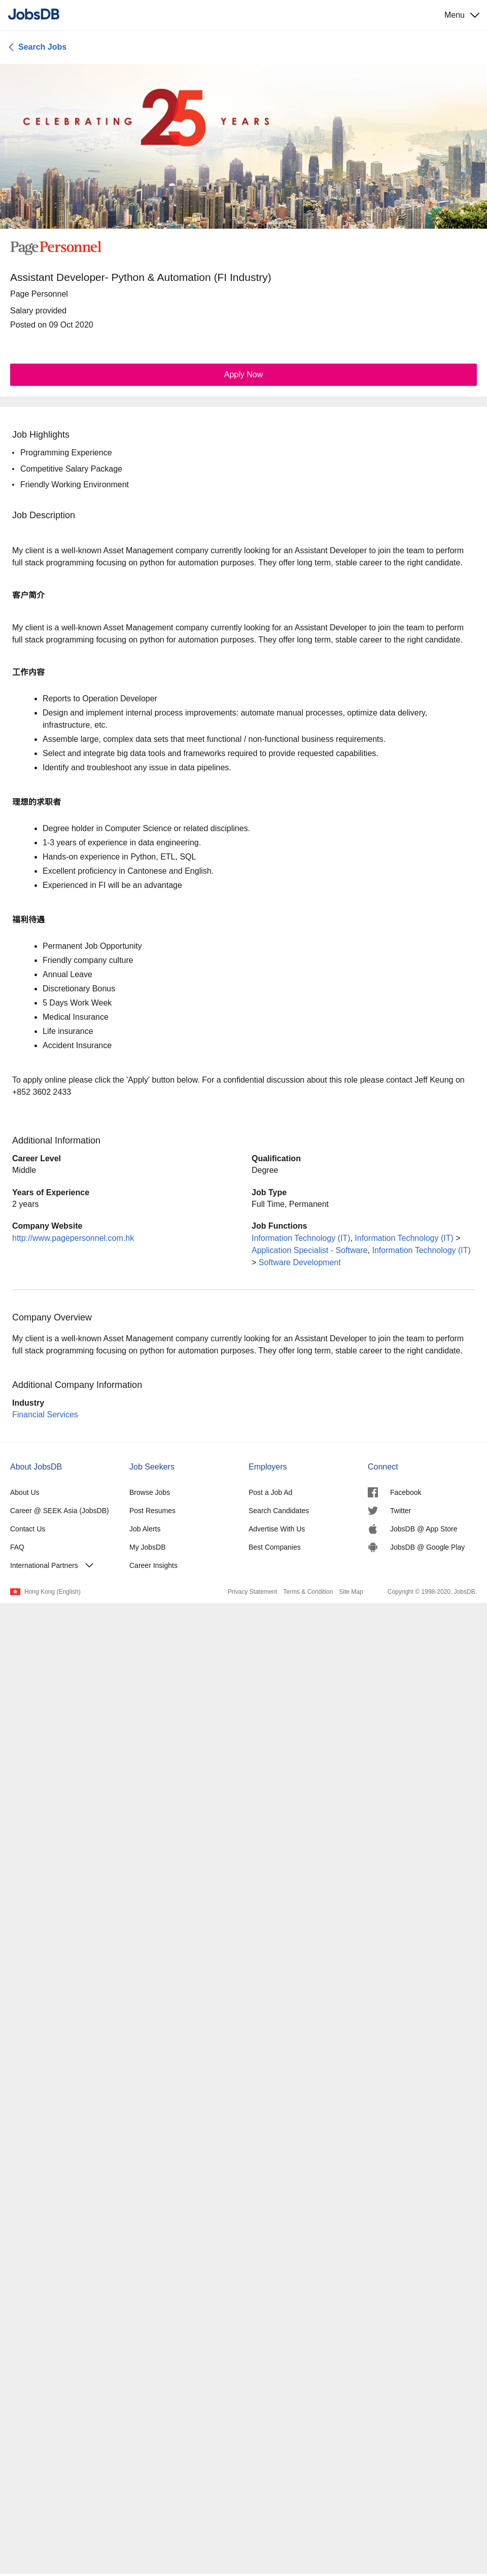 JobsDB
Menu
Search Jobs
CELEBRATING 25 YEARS
PagePersonnel
Assistant Developer- Python & Automation (FI Industry)
Page Personnel
Salary provided
Posted on 09 Oct 2020
Apply Now
Job Highlights
• Programming Experience
• Competitive Salary Package
• Friendly Working Environment
Job Description
My client is a well-known Asset Management company currently looking for an Assistant Developer to join the team to perform
full stack programming focusing on python for automation purposes. They offer long term, stable career to the right candidate.
客户简介
My client is a well-known Asset Management company currently looking for an Assistant Developer to join the team to perform
full stack programming focusing on python for automation purposes. They offer long term, stable career to the right candidate.
工作内容
• Reports to Operation Developer
• Design and implement internal process improvements: automate manual processes, optimize data delivery,
infrastructure, etc.
• Assemble large, complex data sets that meet functional / non-functional business requirements.
• Select and integrate big data tools and frameworks required to provide requested capabilities.
• Identify and troubleshoot any issue in data pipelines.
理想的求职者
• Degree holder in Computer Science or related disciplines.
• 1-3 years of experience in data engineering.
• Hands-on experience in Python, ETL, SQL
• Excellent proficiency in Cantonese and English.
• Experienced in FI will be an advantage
福利待遇
• Permanent Job Opportunity
• Friendly company culture
• Annual Leave
• Discretionary Bonus
• 5 Days Work Week
• Medical Insurance
• Life insurance
• Accident Insurance
To apply online please click the 'Apply' button below. For a confidential discussion about this role please contact Jeff Keung on
+852 3602 2433
Additional Information
Career Level
Middle
Qualification
Degree
Years of Experience
2 years
Job Type
Full Time, Permanent
Company Website
http://www.pagepersonnel.com.hk
Job Functions
Information Technology (IT), Information Technology (IT) >
Application Specialist - Software, Information Technology (IT)
> Software Development
Company Overview
My client is a well-known Asset Management company currently looking for an Assistant Developer to join the team to perform
full stack programming focusing on python for automation purposes. They offer long term, stable career to the right candidate.
Additional Company Information
Industry
Financial Services
About JobsDB
About Us
Career @ SEEK Asia (JobsDB)
Contact Us
FAQ
International Partners
Job Seekers
Browse Jobs
Post Resumes
Job Alerts
My JobsDB
Career Insights
Employers
Post a Job Ad
Search Candidates
Advertise With Us
Best Companies
Connect
Facebook
Twitter
JobsDB @ App Store
JobsDB @ Google Play
Hong Kong (English)
Privacy Statement Terms & Condition Site Map Copyright © 1998-2020, JobsDB.